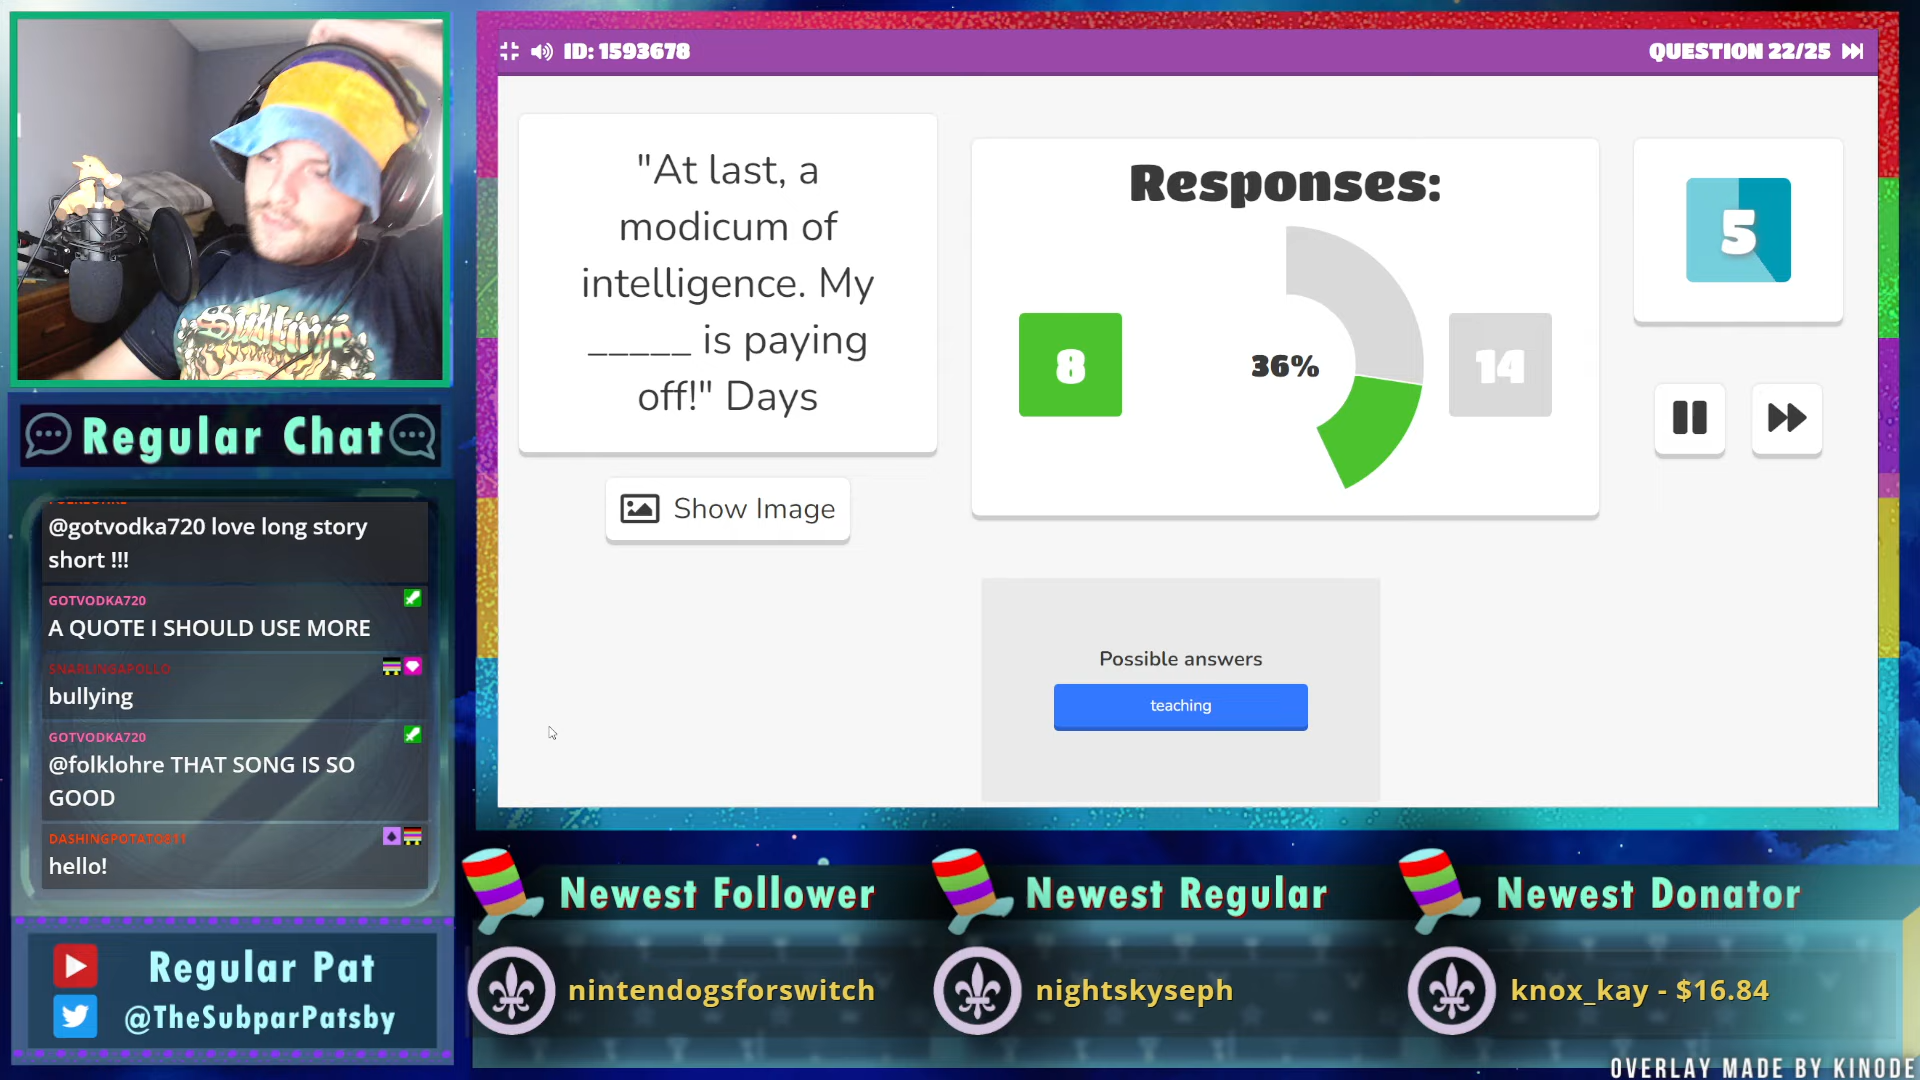 ID: 1593678
QUESTION 22/25
"At last, a
modicum of
intelligence. My
_____ is paying
off!" Days
Show Image
Responses:
8
36%
14
5
Possible answers
teaching
Regular Chat
@gotvodka720 love long story
short !!!
GOTVODKA720
A QUOTE I SHOULD USE MORE
SNARLINGAPOLLO
bullying
GOTVODKA720
@folklohre THAT SONG IS SO
GOOD
DASHINGPOTATO811
hello!
Regular Pat
@TheSubparPatsby
Newest Follower
nintendogsforswitch
Newest Regular
nightskyseph
Newest Donator
knox_kay - $16.84
OVERLAY MADE BY KINODE